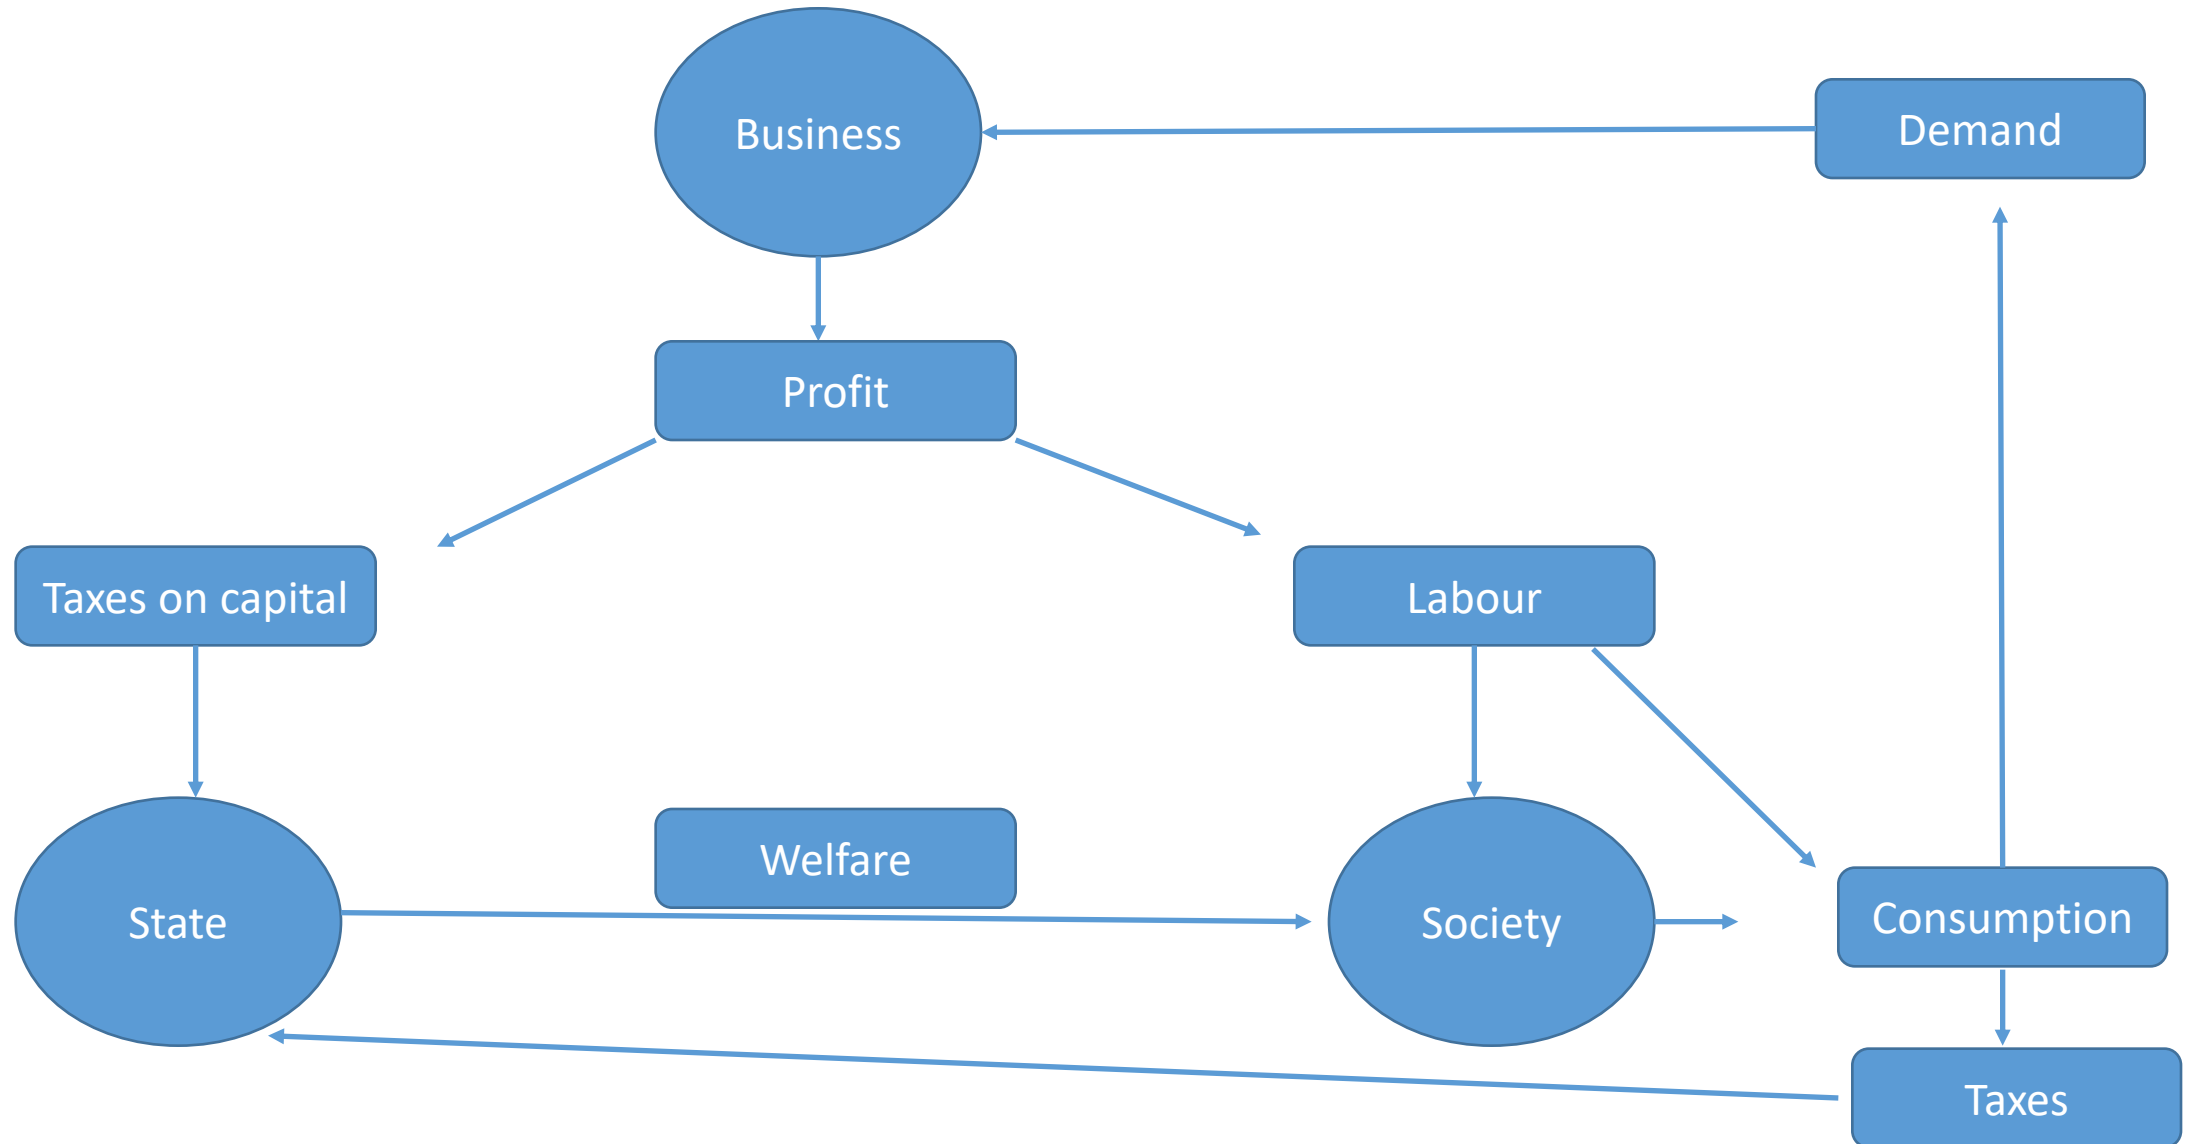 Business
Demand
Profit
Taxes on capital
Labour
Welfare
State
Society
Consumption
Taxes